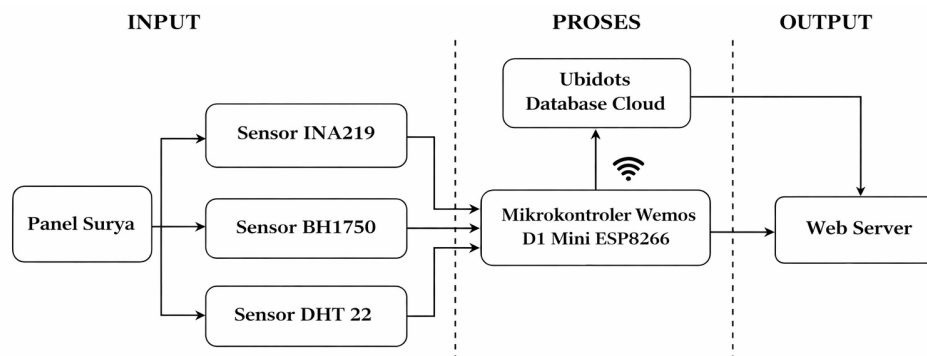 INPUT
PROSES
OUTPUT
Ubidots
Database Cloud
Sensor INA219
Panel Surya
Sensor BH1750
Mikrokontroler Wemos
D1 Mini ESP8266
Web Server
Sensor DHT 22